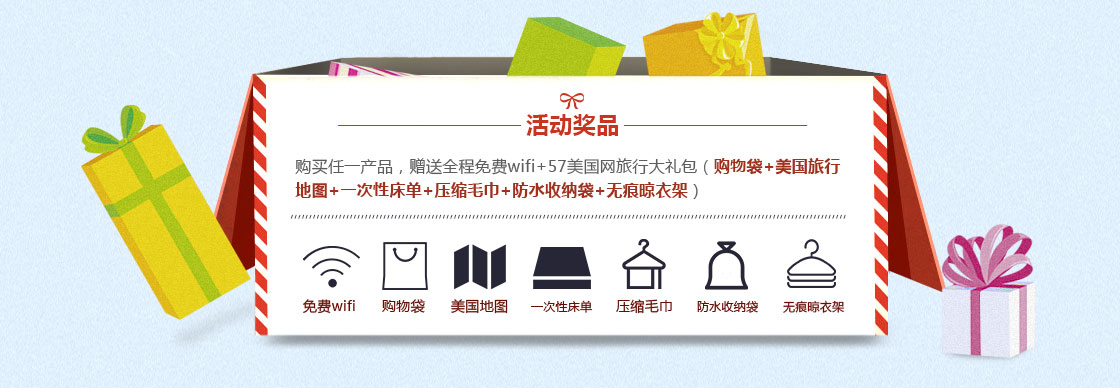 活动奖品
购买任一产品，赠送全程免费wifi+57美国网旅行大礼包（购物袋+美国旅行
地图+一次性床单+压缩毛巾+防水收纳袋+无痕晾衣架）
免费wifi 购物袋 美国地图 一次性床单 压缩毛巾 防水收纳袋 无痕晾衣架